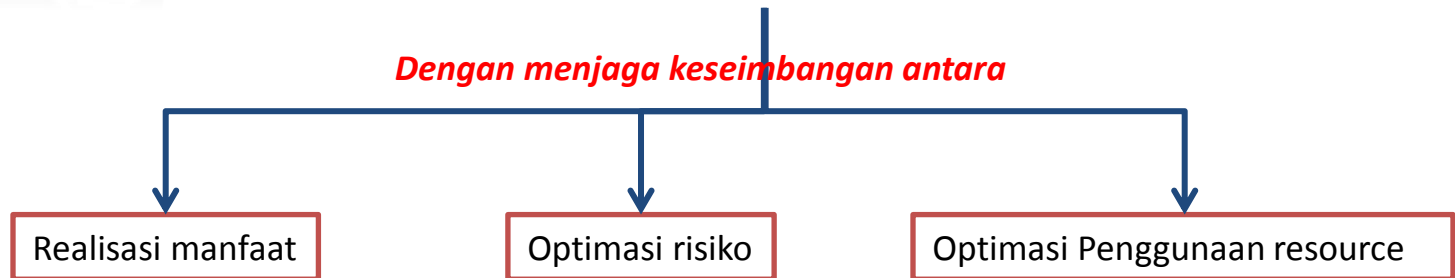 Dengan menjaga keseimbangan antara
Realisasi manfaat
Optimasi risiko
Optimasi Penggunaan resource